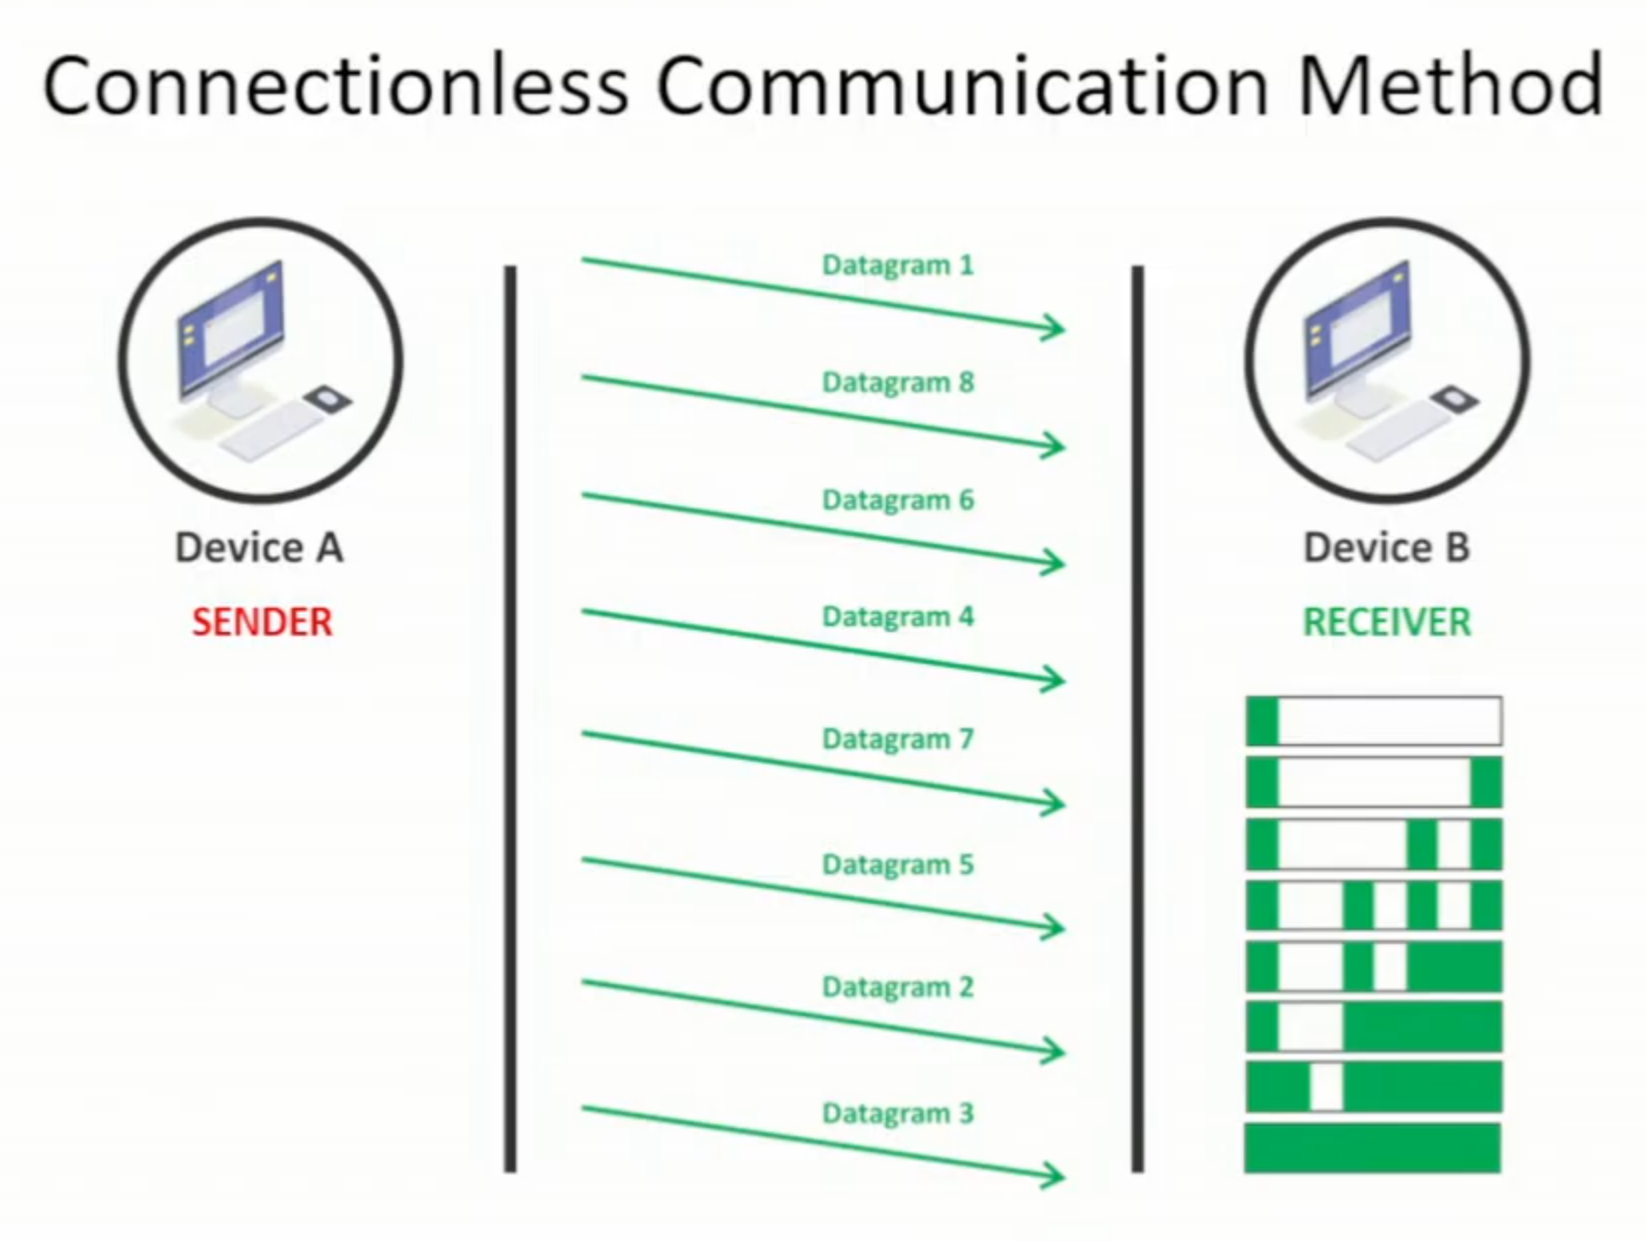 Connectionless Communication Method
Datagram 1
Datagram 8
Datagram 6
Datagram 4
Datagram 7
Datagram 5
Datagram 2
Datagram 3
Device A
SENDER
Device B
RECEIVER